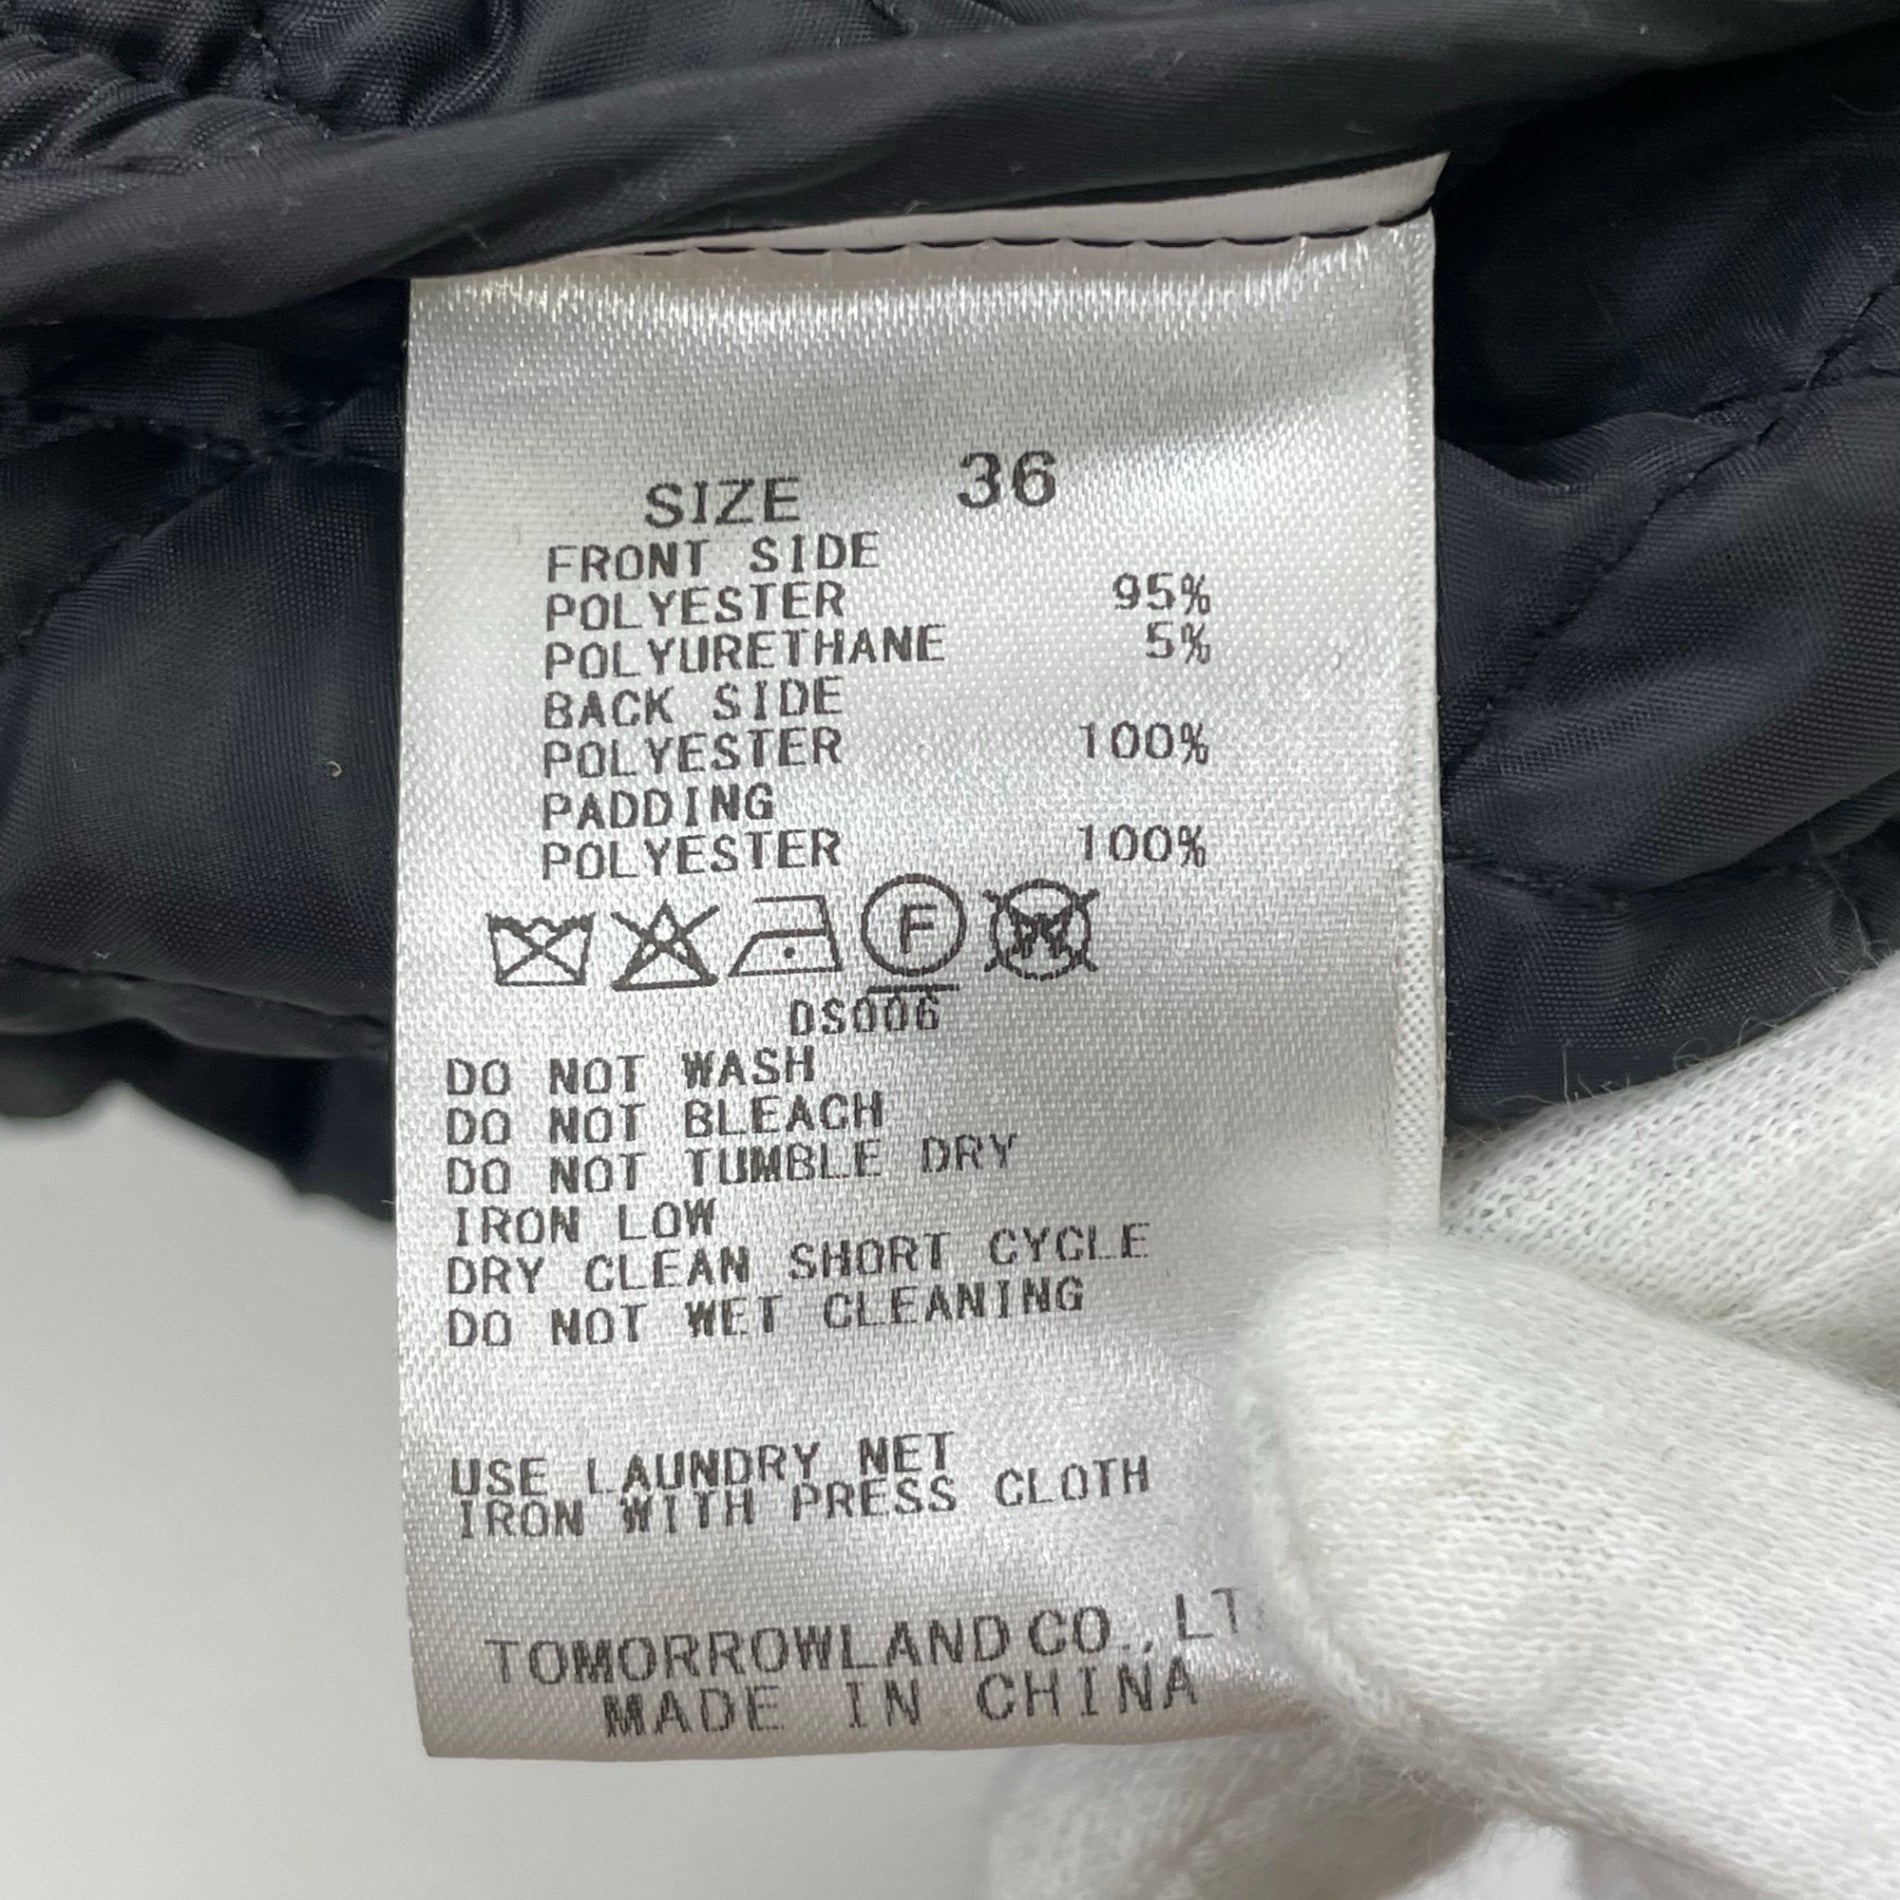 SIZE 36
FRONT SIDE
POLYESTER 95%
POLYURETHANE 5%
BACK SIDE
POLYESTER 100%
PADDING
POLYESTER 100%
F W
DS006
DO NOT WASH
DO NOT BLEACH
DO NOT TUMBLE DRY
IRON LOW
DRY CLEAN SHORT CYCLE
DO NOT WET CLEANING
USE LAUNDRY NET
IRON WITH PRESS CLOTH
TOMORROWLAND CO.,
MADE IN CHINA